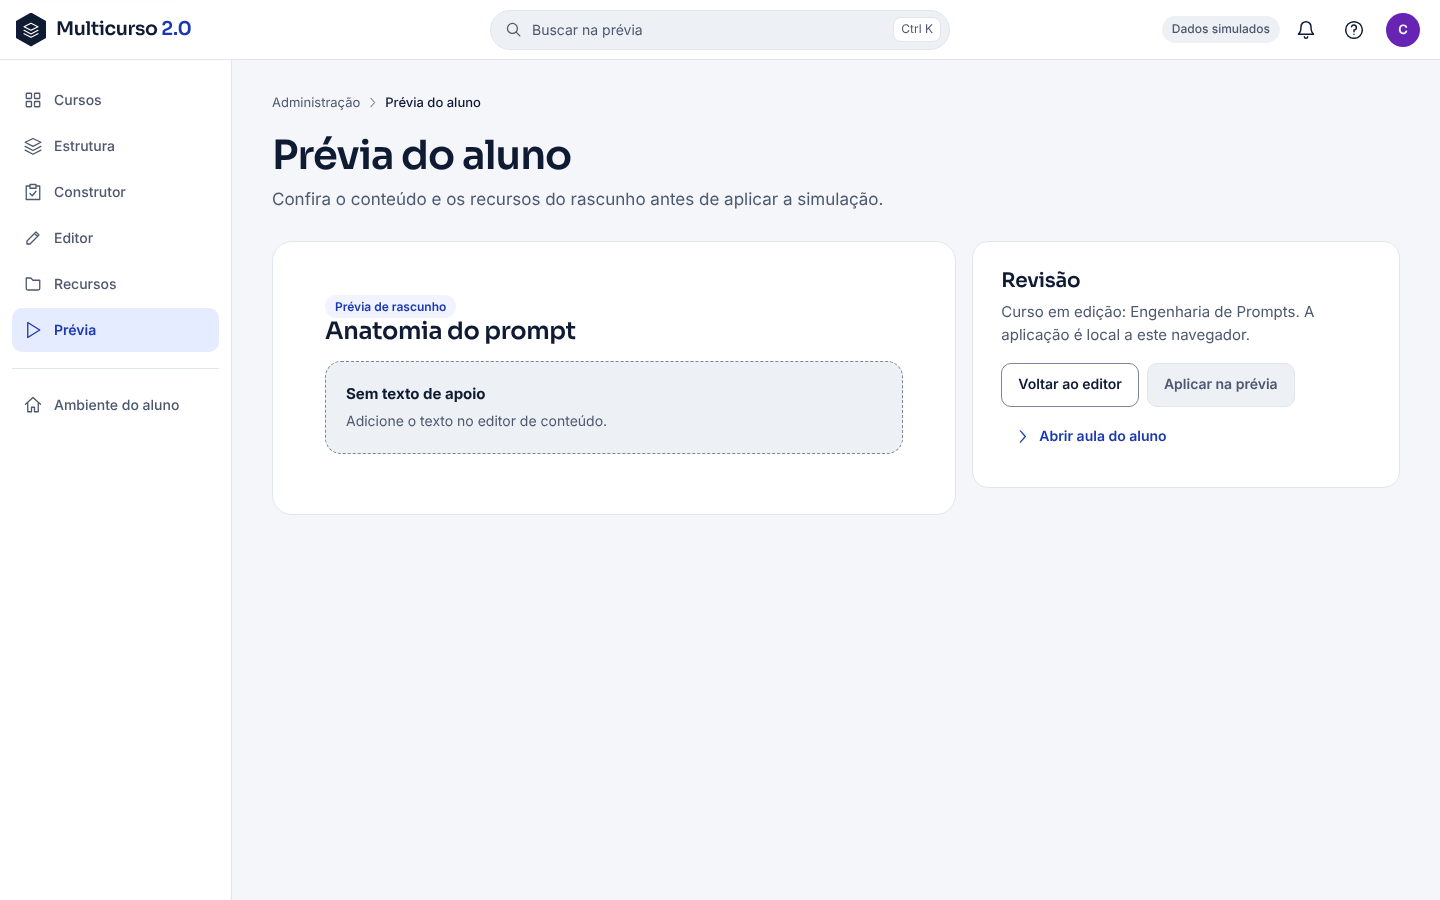 Multicurso 2.0
Buscar na prévia
Ctrl K
Dados simulados
C
Cursos
Estrutura
Construtor
Editor
Recursos
Prévia
Ambiente do aluno
Administração
Prévia do aluno
Prévia do aluno
Confira o conteúdo e os recursos do rascunho antes de aplicar a simulação.
Prévia de rascunho
Anatomia do prompt
Sem texto de apoio
Adicione o texto no editor de conteúdo.
Revisão
Curso em edição: Engenharia de Prompts. A
aplicação é local a este navegador.
Voltar ao editor
Aplicar na prévia
Abrir aula do aluno